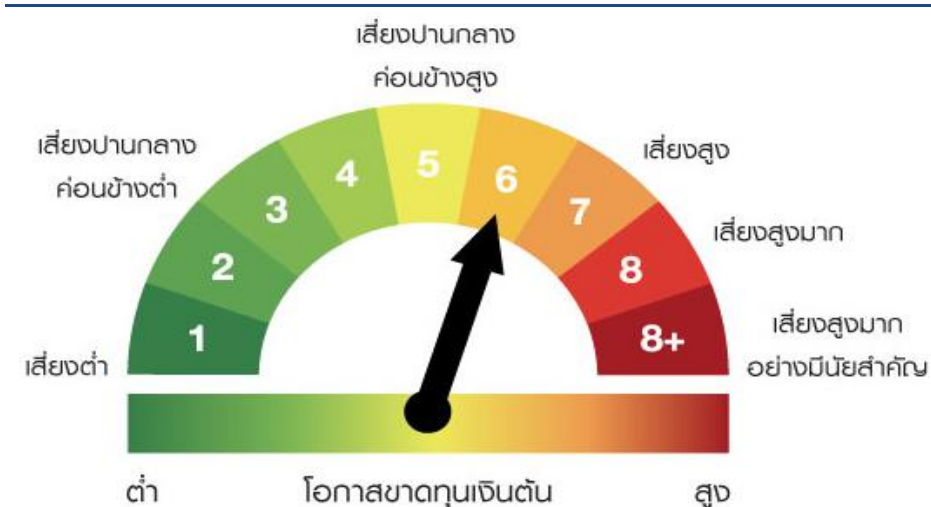 เสี่ยงปานกลาง
ค่อนข้างสูง
เสี่ยงปานกลาง
ค่อนข้างต่ำ
เสี่ยงสูง
เสี่ยงสูงมาก
เสี่ยงสูงมาก
อย่างมีนัยสำคัญ
เสี่ยงต่ำ
1
2
3
4
5
6
7
8
8+
ต่ำ
โอกาสขาดทุนเงินต้น
สูง